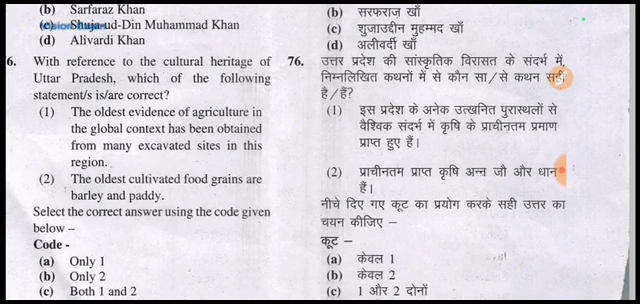 (b) Sarfaraz Khan
(c) Shuja-ud-Din Muhammad Khan
(d) Alivardi Khan
6. With reference to the cultural heritage of
Uttar Pradesh, which of the following
statement/s is/are correct?
(1) The oldest evidence of agriculture in
the global context has been obtained
from many excavated sites in this
region.
(2) The oldest cultivated food grains are
barley and paddy.
Select the correct answer using the code given
below –
Code -
(a) Only 1
(b) Only 2
(c) Both 1 and 2
(b) सरफराज़ खाँ
(c) शुजाउद्दीन मुहम्मद खाँ
(d) अलीवर्दी खाँ
76. उत्तर प्रदेश की सांस्कृतिक विरासत के संदर्भ में,
निम्नलिखित कथनों में से कौन सा/से कथन सही
है/हैं?
(1) इस प्रदेश के अनेक उत्खनित पुरास्थलों से
वैश्विक संदर्भ में कृषि के प्राचीनतम प्रमाण
प्राप्त हुए हैं।
(2) प्राचीनतम प्राप्त कृषि अन्न जौ और धान
हैं।
नीचे दिए गए कूट का प्रयोग करके सही उत्तर का
चयन कीजिए –
कूट –
(a) केवल 1
(b) केवल 2
(c) 1 और 2 दोनों